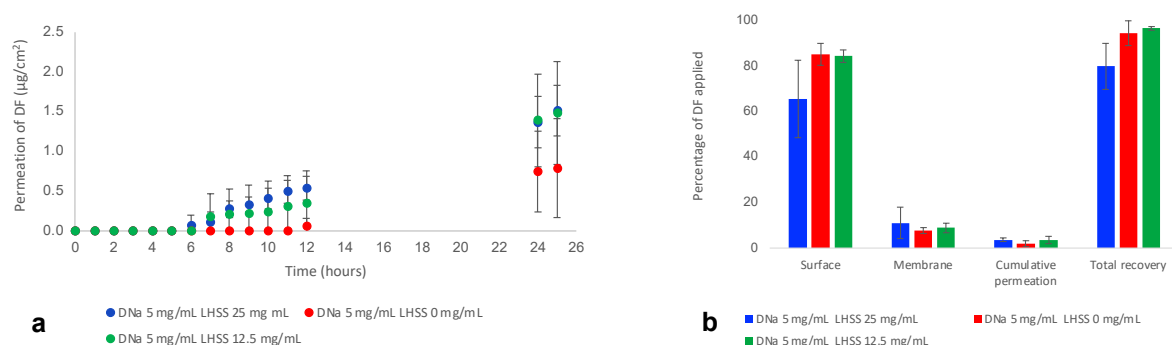 Permeation of DF (µg/cm²)
2.5
2.0
1.5
1.0
0.5
0.0
0 2 4 6 8 10 12 14 16 18 20 22 24 26
Time (hours)
DNa 5 mg/mL LHSS 25 mg mL DNa 5 mg/mL LHSS 0 mg/mL
DNa 5 mg/mL LHSS 12.5 mg/mL
a
Percentage of DF applied
100
80
60
40
20
0
Surface Membrane Cumulative permeation Total recovery
DNa 5 mg/mL LHSS 25 mg/mL DNa 5 mg/mL LHSS 0 mg/mL
DNa 5 mg/mL LHSS 12.5 mg/mL
b